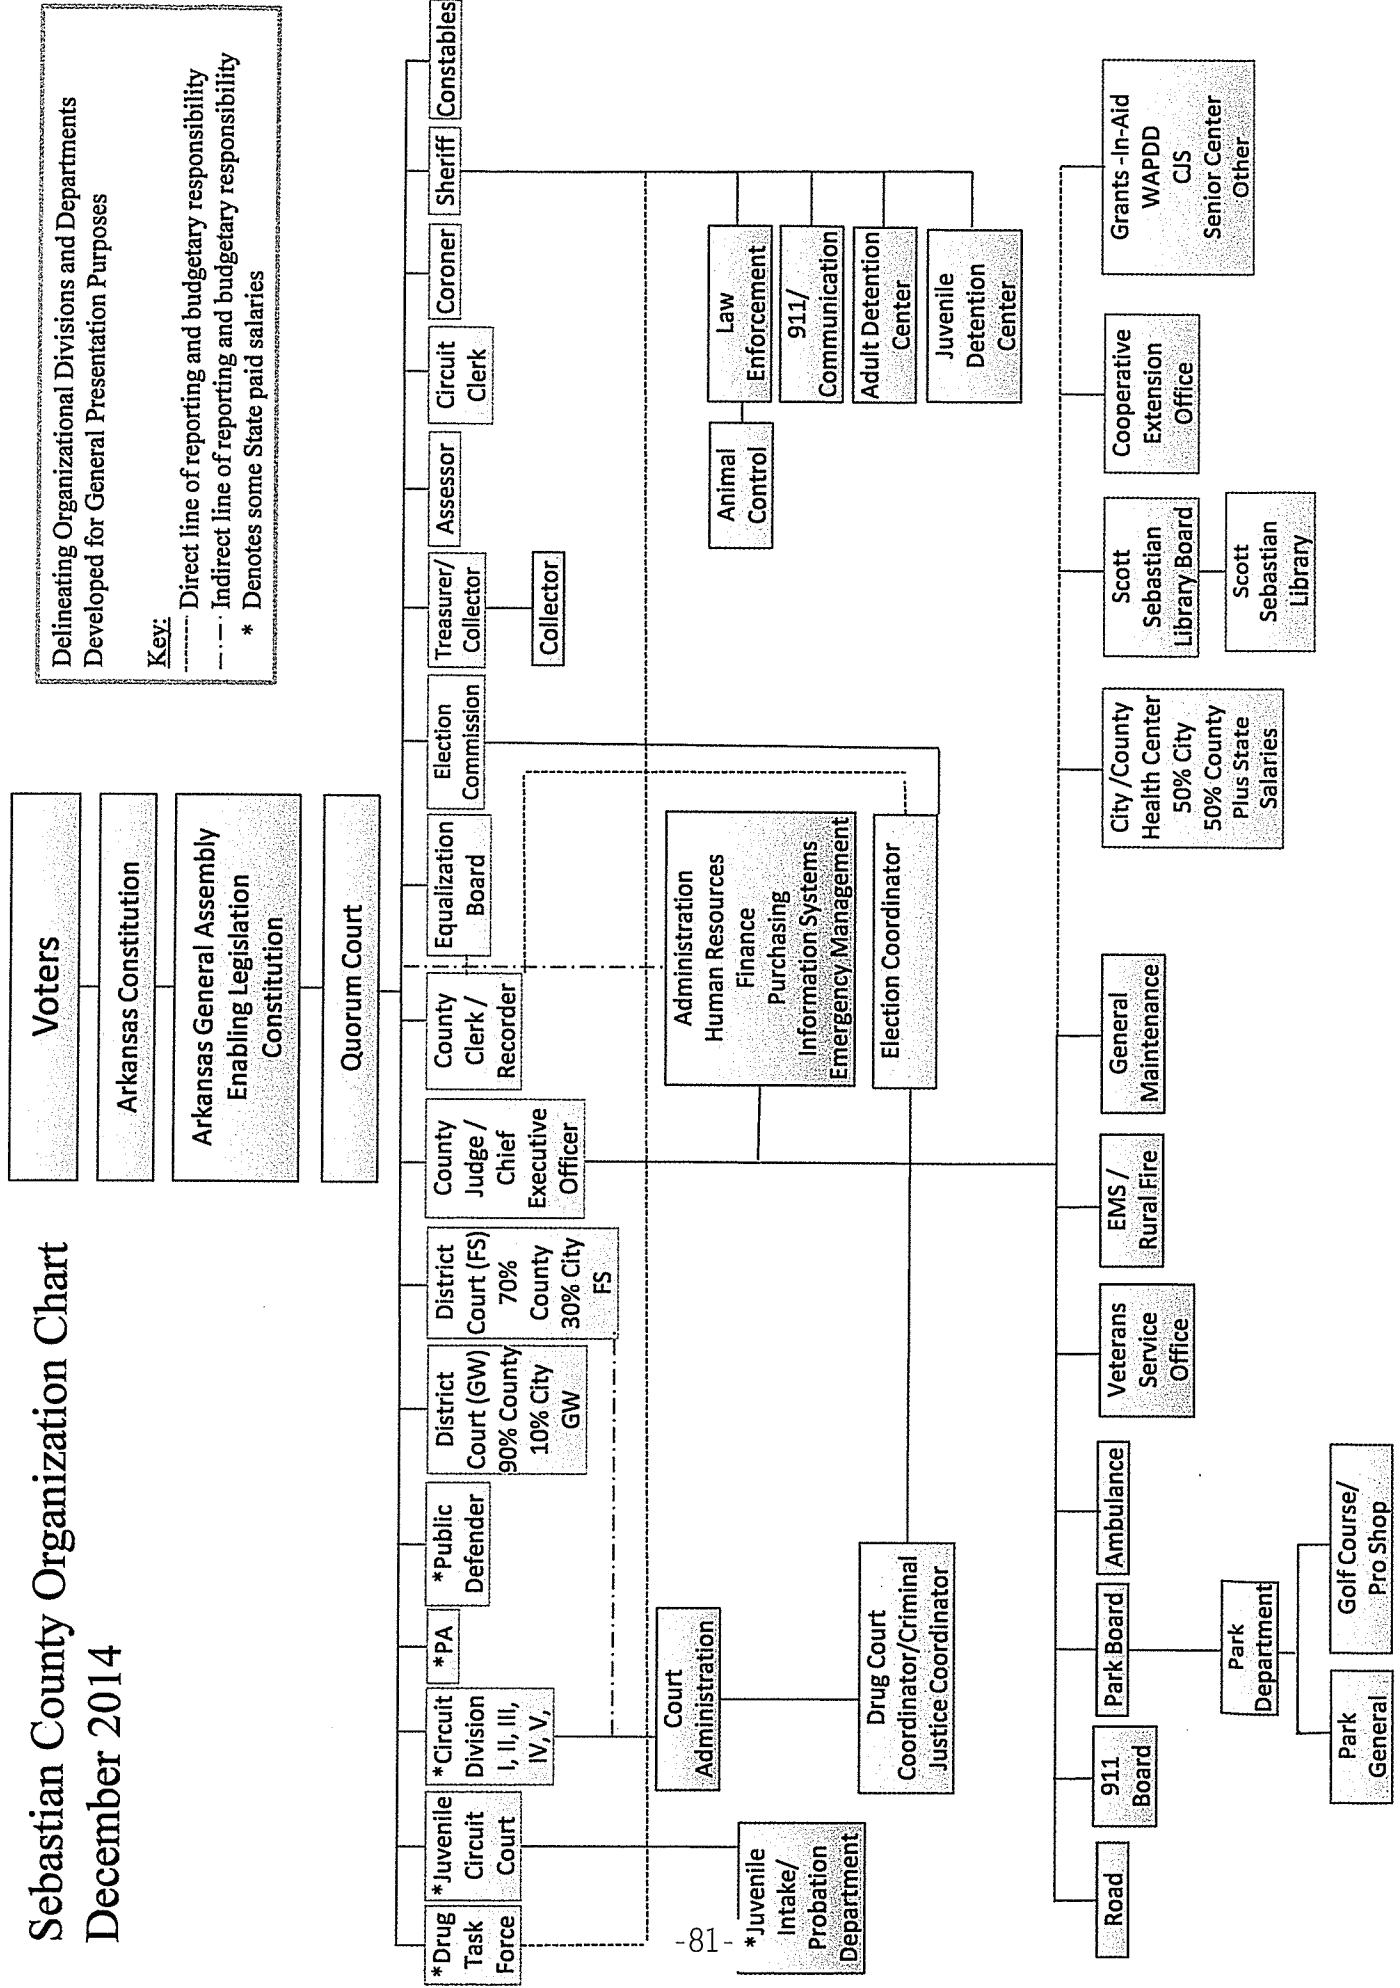 Sebastian County Organization Chart
December 2014
Delineating Organizational Divisions and Departments
Developed for General Presentation Purposes
Key:
------- Direct line of reporting and budgetary responsibility
—·—·- Indirect line of reporting and budgetary responsibility
* Denotes some State paid salaries
Voters
Arkansas Constitution
Arkansas General Assembly
Enabling Legislation
Constitution
Quorum Court
*Drug
Task
Force
*Juvenile
Circuit
Court
*Circuit
Division
I, II, III,
IV, V,
*PA
*Public
Defender
District
Court (GW)
90% County
10% City
GW
District
Court (FS)
70%
County
30% City
FS
County
Judge /
Chief
Executive
Officer
County
Clerk /
Recorder
Equalization
Board
Election
Commission
Treasurer/
Collector
Assessor
Circuit
Clerk
Coroner
Sheriff
Constables
Collector
Court
Administration
Administration
Human Resources
Finance
Purchasing
Information Systems
Emergency Management
Animal
Control
Law
Enforcement
911/
Communication
Adult Detention
Center
Juvenile
Detention
Center
-81-
*Juvenile
Intake/
Probation
Department
Drug Court
Coordinator/Criminal
Justice Coordinator
Election Coordinator
Road
911
Board
Park Board
Ambulance
Veterans
Service
Office
EMS /
Rural Fire
General
Maintenance
City /County
Health Center
50% City
50% County
Plus State
Salaries
Scott
Sebastian
Library Board
Cooperative
Extension
Office
Grants -In-Aid
WAPDD
CJS
Senior Center
Other
Park
Department
Scott
Sebastian
Library
Park
General
Golf Course/
Pro Shop